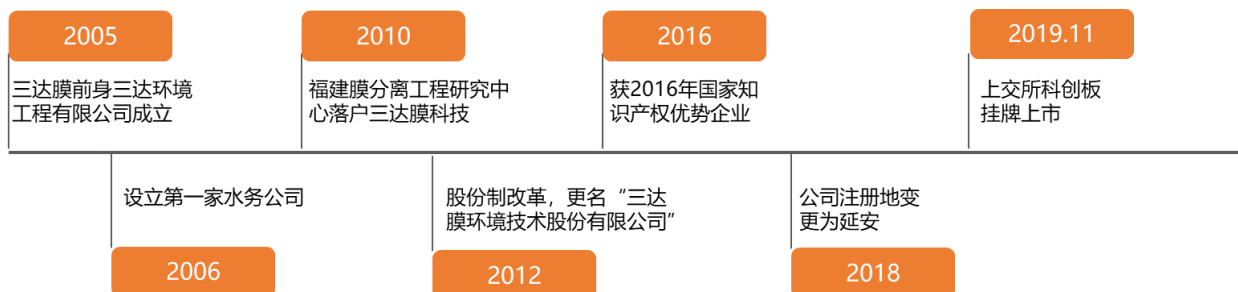 2005
三达膜前身三达环境
工程有限公司成立
2010
福建膜分离工程研究中
心落户三达膜科技
2016
获2016年国家知
识产权优势企业
2019.11
上交所科创板
挂牌上市
设立第一家水务公司
2006
股份制改革，更名“三达
膜环境技术股份有限公司”
2012
公司注册地变
更为延安
2018